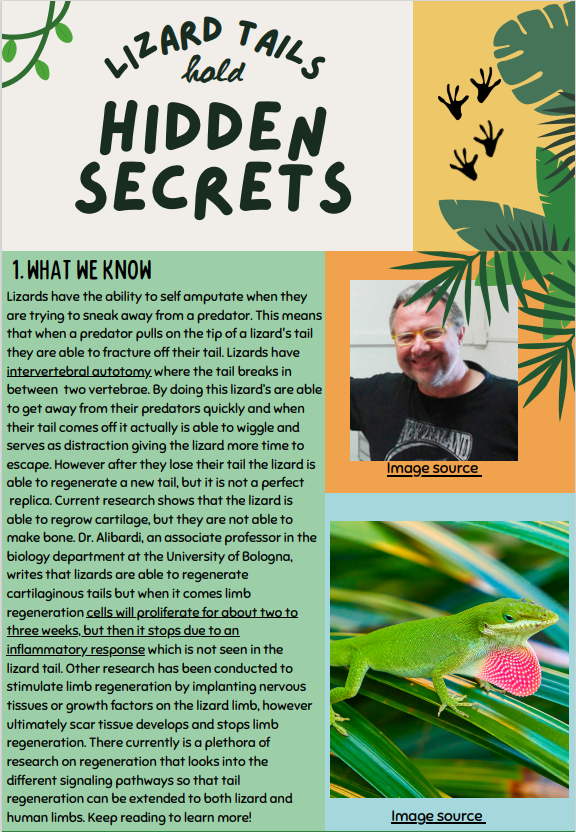 LIZARD TAILS
hold
HIDDEN
SECRETS
1. WHAT WE KNOW
Lizards have the ability to self amputate when they
are trying to sneak away from a predator. This means
that when a predator pulls on the tip of a lizard's tail
they are able to fracture off their tail. Lizards have
intervertebral autotomy where the tail breaks in
between two vertebrae. By doing this lizard's are able
to get away from their predators quickly and when
their tail comes off it actually is able to wiggle and
serves as distraction giving the lizard more time to
escape. However after they lose their tail the lizard is
able to regenerate a new tail, but it is not a perfect
replica. Current research shows that the lizard is
able to regrow cartilage, but they are not able to
make bone. Dr. Alibardi, an associate professor in the
biology department at the University of Bologna,
writes that lizards are able to regenerate
cartilaginous tails but when it comes limb
regeneration cells will proliferate for about two to
three weeks, but then it stops due to an
inflammatory response which is not seen in the
lizard tail. Other research has been conducted to
stimulate limb regeneration by implanting nervous
tissues or growth factors on the lizard limb, however
ultimately scar tissue develops and stops limb
regeneration. There currently is a plethora of
research on regeneration that looks into the
different signaling pathways so that tail
regeneration can be extended to both lizard and
human limbs. Keep reading to learn more!
NEW ZEALAND
Image source
Image source